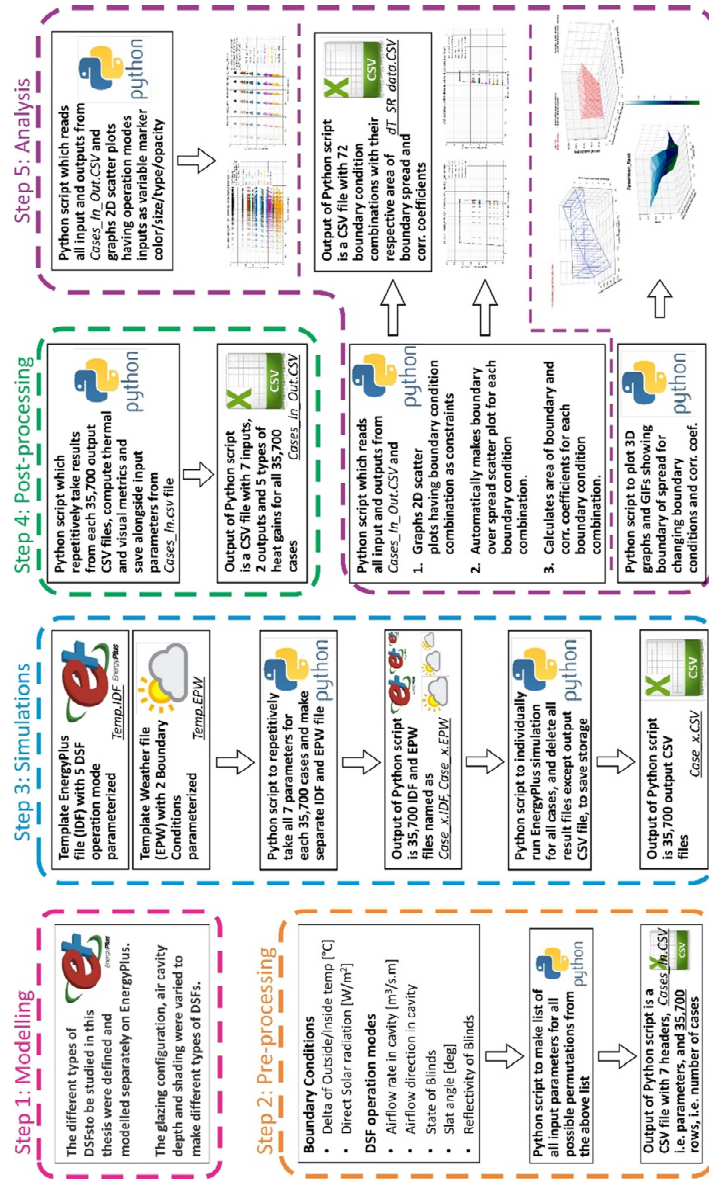 Step 1: Modelling
The different types of
DSFsto be studied in this
thesis were defined and
modelled separately on EnergyPlus.
EnergyPlus
The glazing configuration, air cavity
depth and shading were varied to
make different types of DSFs.
Step 2: Pre-processing
Boundary Conditions
• Delta of Outside/Inside temp [°C]
• Direct Solar radiation [W/m²]
DSF operation modes
• Airflow rate in cavity [m³/s.m]
• Airflow direction in cavity
• State of Blinds
• Slat angle [deg]
• Reflectivity of Blinds
Python script to make list of
all input parameters for all
possible permutations from
the above list
python
Output of Python script is a
CSV file with 7 headers,
i.e. parameters, and 35,700
rows, i.e. number of cases
Cases_In.CSV
CSV
Step 3: Simulations
Template EnergyPlus
file (IDF) with 5 DSF
operation mode
parameterized
EnergyPlus
Temp.IDF
Template Weather file
(EPW) with 2 Boundary
Conditions
parameterized
Temp.EPW
Python script to repetitively
take all 7 parameters for
each 35,700 cases and make
separate IDF and EPW file
python
Output of Python script
is 35,700 IDF and EPW
files named as
Case_x.IDF, Case_x.EPW
Python script to individually
run EnergyPlus simulation
for all cases, and delete all
result files except output
CSV file, to save storage
python
Output of Python script
is 35,700 output CSV
files
X
CSV
Case_x.CSV
Step 4: Post-processing
Python script which
repetitively take results
from each 35,700 output
CSV files, compute thermal
and visual metrics and
save alongside input
parameters from
Cases_In.csv file
python
Output of Python script
is a CSV file with 7 inputs,
2 outputs and 5 types of
heat gains for all 35,700
cases
X
CSV
Cases_In_Out.CSV
Step 5: Analysis
Python script which reads
all input and outputs from
Cases_In_Out.CSV and
graphs 2D scatter plots
having operation modes
inputs as variable marker
color/size/type/opacity
python
Python script which reads
all input and outputs from
Cases_In_Out.CSV and
python
1. Graphs 2D scatter
plots having boundary condition
combination as constraints
2. Automatically makes boundary
over spread scatter plot for each
boundary condition
combination.
3. Calculates area of boundary and
corr. coefficients for each
boundary condition
combination.
Output of Python script
is a CSV file with 72
boundary condition
combinations with their
respective area of
boundary spread and
corr. coefficients
X
CSV
dT_SR_data.CSV
Python script to plot 3D
graphs and GIFs showing
boundary of spread for
changing boundary
conditions and corr. coef.
python